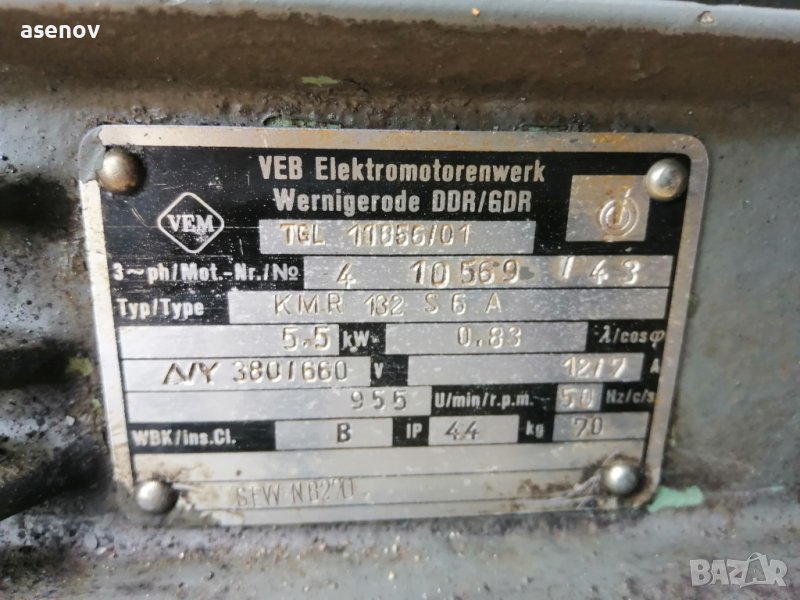 asenov
VEB Elektromotorenwerk
Wernigerode DDR/GDR
VEM
TGL 11856/01
3~ph/Mot.-Nr./No 4 10569 / 43
Typ/Type KMR 132 S 6 A
5.5 kW 0.83 λ/cosφ
Δ/Y 380/660 V 12/7 A
955 U/min/r.p.m. 50 Hz/c/s
WBK/ins.Cl. B iP 44 kg 70
BAZAR